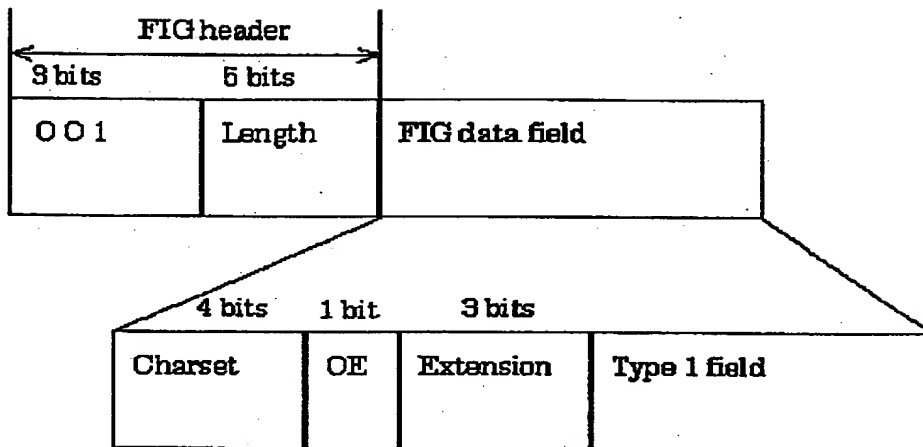 FIG header
3 bits 5 bits
0 0 1 Length FIG data field
4 bits 1 bit 3 bits
Charset OE Extension Type 1 field